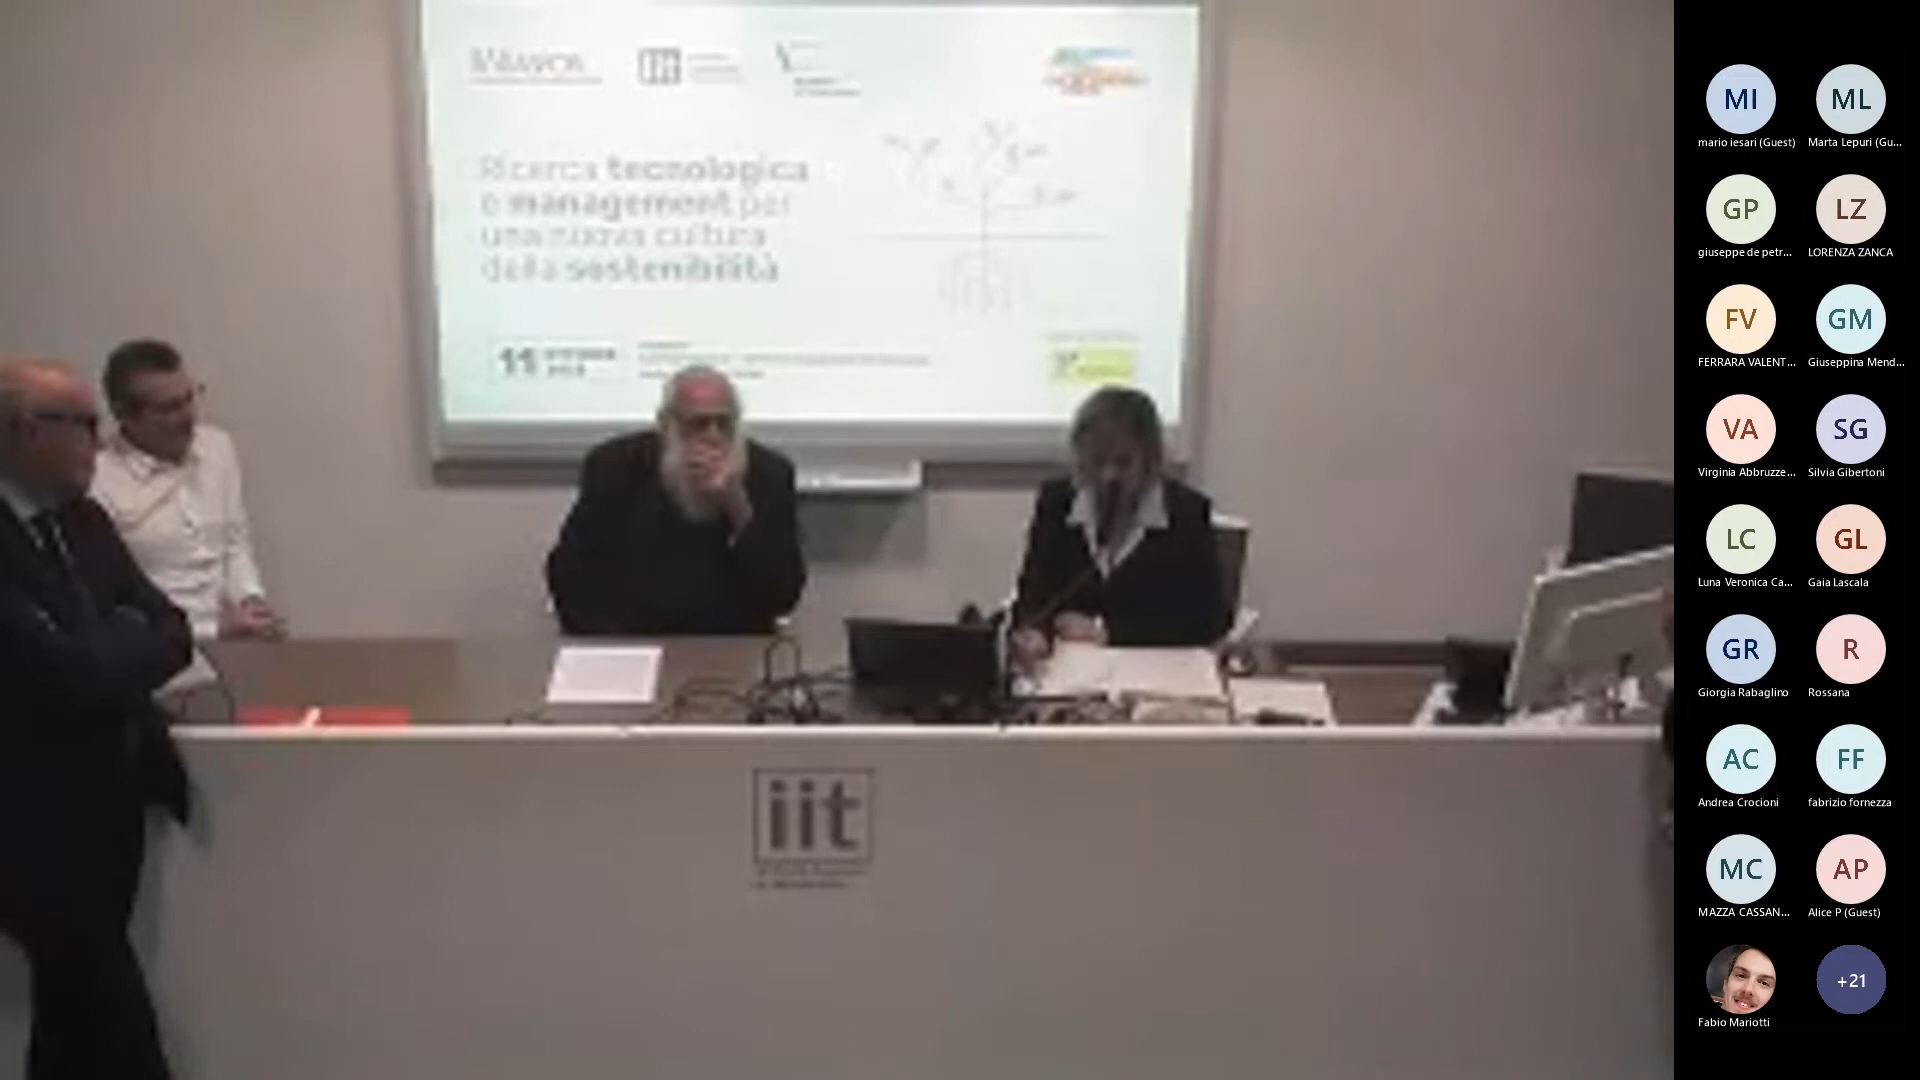 Ricerca tecnologica
e management per
una nuova cultura
della sostenibilità
11
iit
MI
mario iesari (Guest)
ML
Marta Lepuri (Gu...
GP
giuseppe de petr...
LZ
LORENZA ZANCA
FV
FERRARA VALENT...
GM
Giuseppina Mend...
VA
Virginia Abbruzze...
SG
Silvia Gibertoni
LC
Luna Veronica Ca...
GL
Gaia Lascala
GR
Giorgia Rabaglino
R
Rossana
AC
Andrea Crocioni
FF
fabrizio fornezza
MC
MAZZA CASSAN...
AP
Alice P (Guest)
Fabio Mariotti
+21